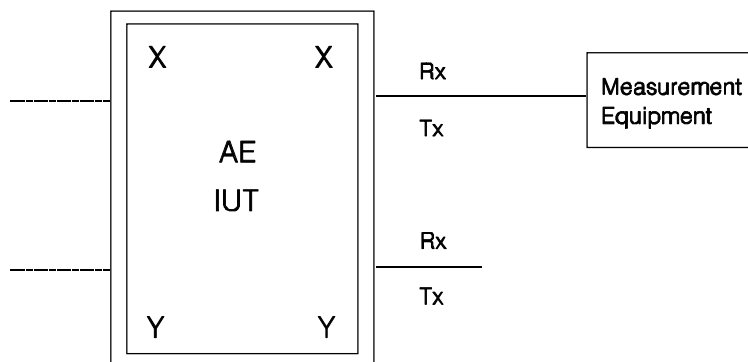 X X
Rx
Measurement
Equipment
Tx
AE
IUT
Rx
Tx
Y Y